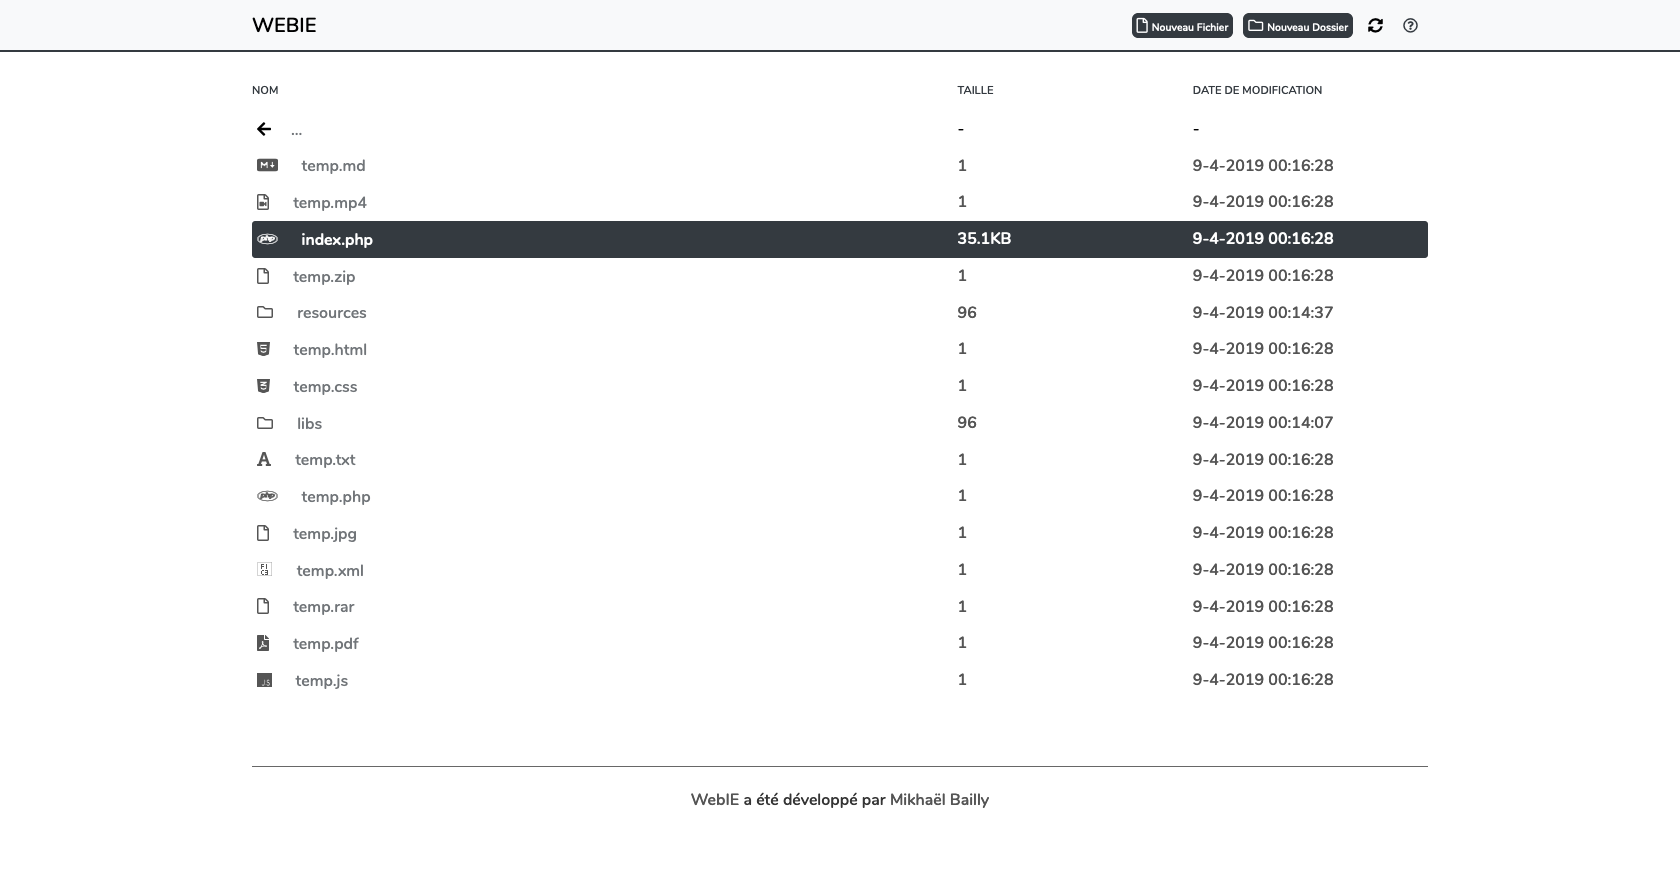 WEBIE Nouveau Fichier Nouveau Dossier
NOM TAILLE DATE DE MODIFICATION
... - -
temp.md 1 9-4-2019 00:16:28
temp.mp4 1 9-4-2019 00:16:28
index.php 35.1KB 9-4-2019 00:16:28
temp.zip 1 9-4-2019 00:16:28
resources 96 9-4-2019 00:14:37
temp.html 1 9-4-2019 00:16:28
temp.css 1 9-4-2019 00:16:28
libs 96 9-4-2019 00:14:07
temp.txt 1 9-4-2019 00:16:28
temp.php 1 9-4-2019 00:16:28
temp.jpg 1 9-4-2019 00:16:28
temp.xml 1 9-4-2019 00:16:28
temp.rar 1 9-4-2019 00:16:28
temp.pdf 1 9-4-2019 00:16:28
temp.js 1 9-4-2019 00:16:28
WebIE a été développé par Mikhaël Bailly